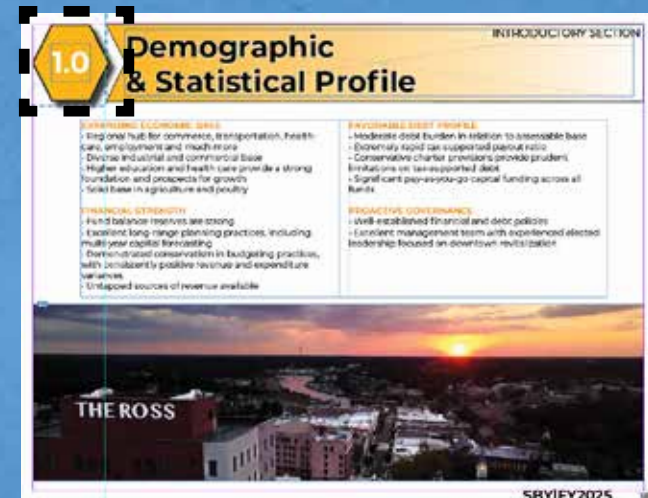 INTRODUCTORY SECTION
1.0
Demographic
& Statistical Profile
EXPANDING ECONOMIC BASE
- Regional hub for commerce, transportation, health-
care, employment and much more
- Diverse industrial and commercial base
- Higher education and health care provide a strong
foundation and prospects for growth
- Solid base in agriculture and poultry
FINANCIAL STRENGTH
- Fund balance reserves are strong
- Excellent long-range planning practices, including
multi-year capital forecasting
- Demonstrated conservatism in budgeting practices,
with consistently positive revenue and expenditure
variances
- Untapped sources of revenue available
FAVORABLE DEBT PROFILE
- Moderate debt burden in relation to assessable base
- Extremely rapid tax-supported payout ratio
- Conservative charter provisions provide prudent
limitations on tax-supported debt
- Significant pay-as-you-go capital funding across all
funds
PROACTIVE GOVERNANCE
- Well-established financial and debt policies
- Excellent management team with experienced elected
leadership focused on downtown revitalization
THE ROSS
SBY|FY2025